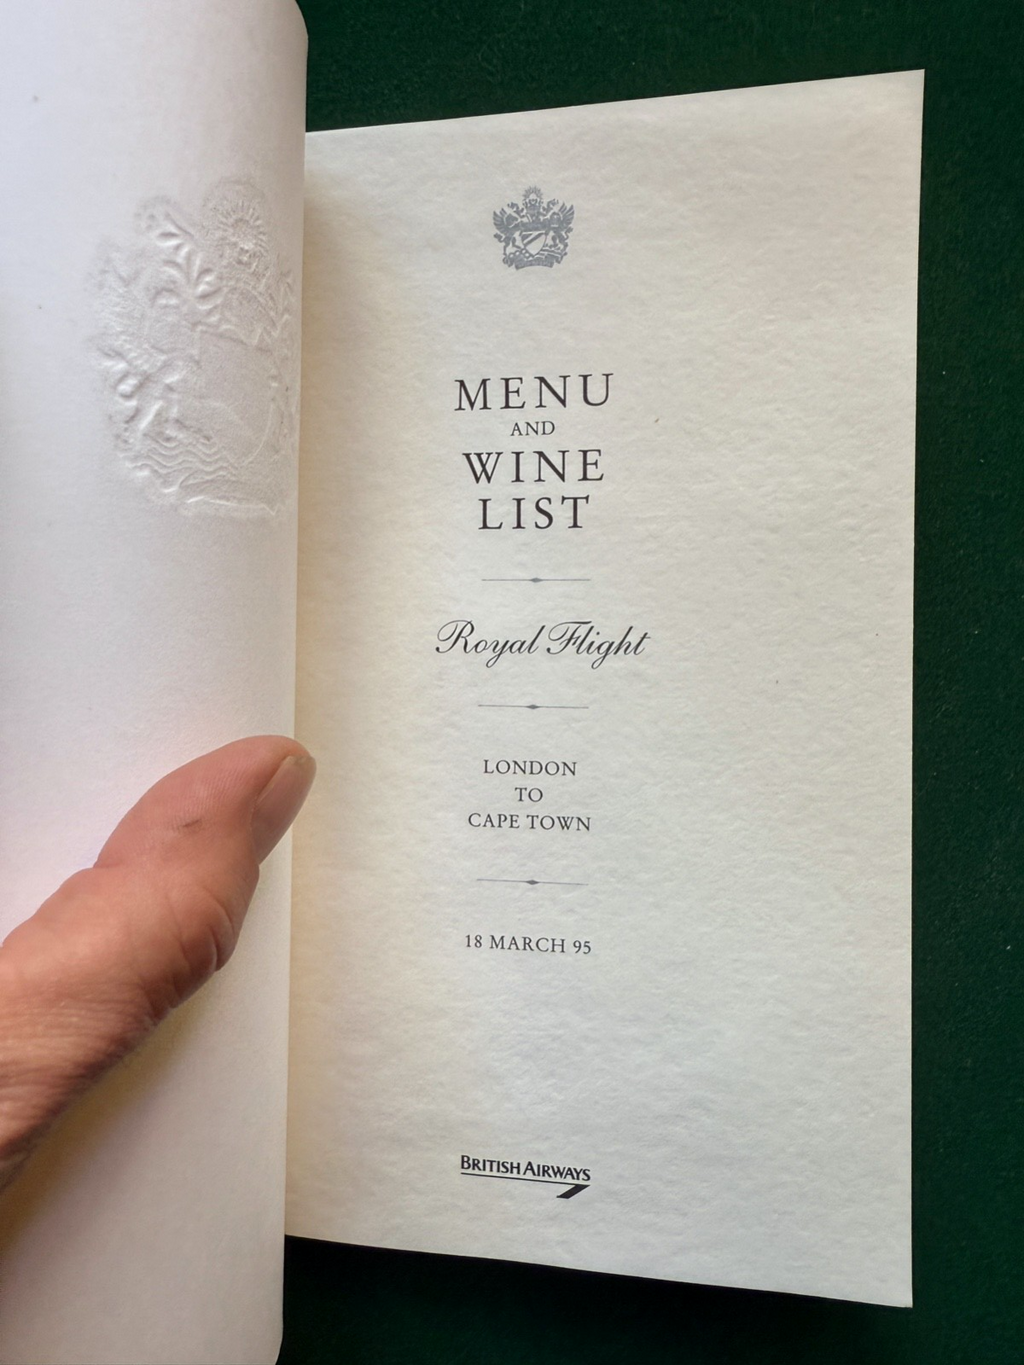 MENU
AND
WINE
LIST
Royal Flight
LONDON
TO
CAPE TOWN
18 MARCH 95
BRITISH AIRWAYS